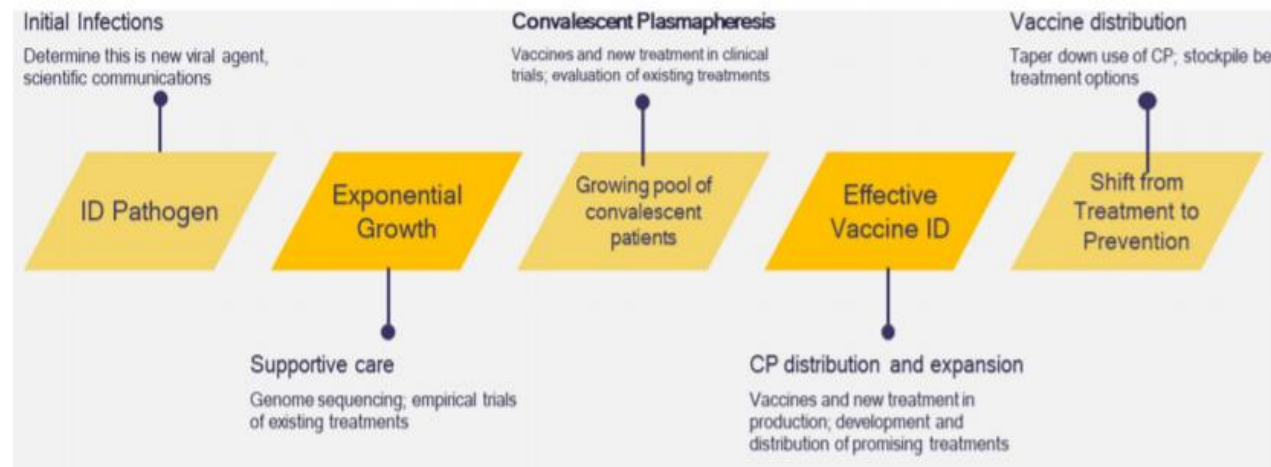 Initial Infections
Determine this is new viral agent,
scientific communications
Convalescent Plasmapheresis
Vaccines and new treatment in clinical
trials; evaluation of existing treatments
Vaccine distribution
Taper down use of CP; stockpile be
treatment options
ID Pathogen
Exponential
Growth
Growing pool of
convalescent
patients
Effective
Vaccine ID
Shift from
Treatment to
Prevention
Supportive care
Genome sequencing; empirical trials
of existing treatments
CP distribution and expansion
Vaccines and new treatment in
production; development and
distribution of promising treatments